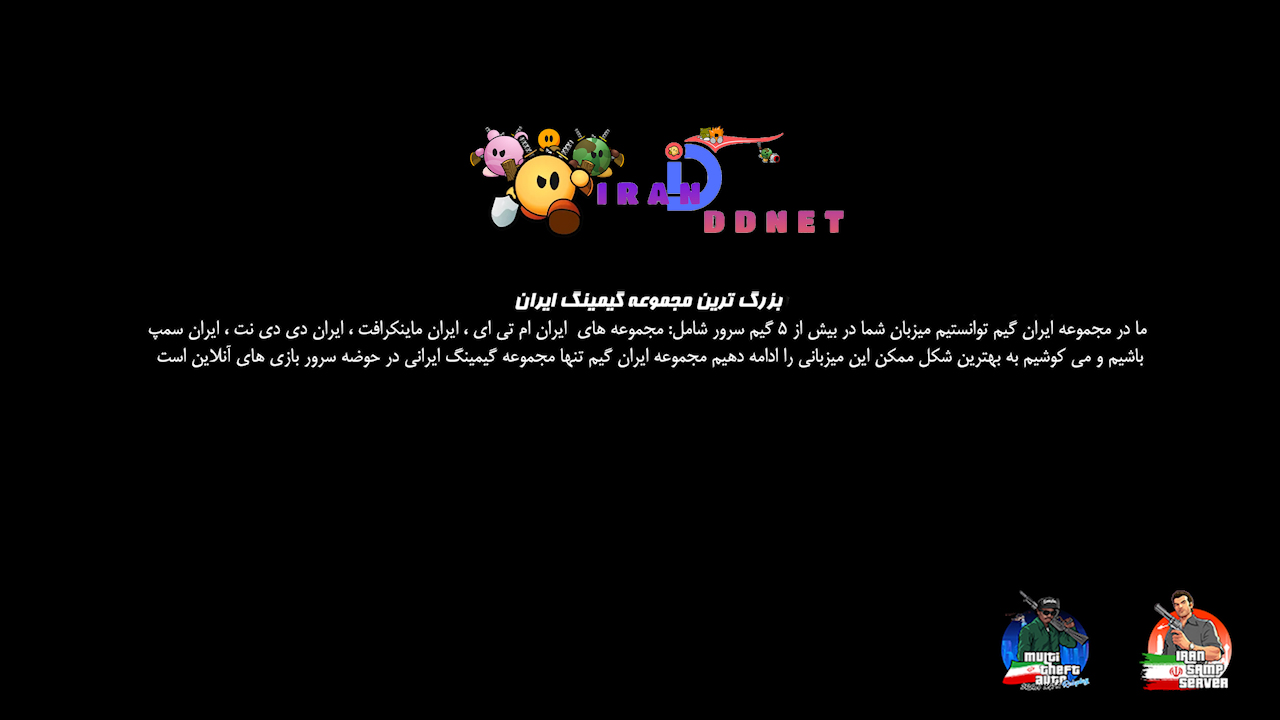 IRAN
DDNET
بزرگ ترین مجموعه گیمینگ ایران
ما در مجموعه ایران گیم توانستیم میزبان شما در بیش از ۵ گیم سرور شامل: مجموعه های ایران ام تی ای ، ایران ماینکرافت ، ایران دی دی نت ، ایران سمپ
باشیم و می کوشیم به بهترین شکل ممکن این میزبانی را ادامه دهیم مجموعه ایران گیم تنها مجموعه گیمینگ ایرانی در حوضه سرور بازی های آنلاین است
multi
theft
auto
IRAN
SAMP
SERVER